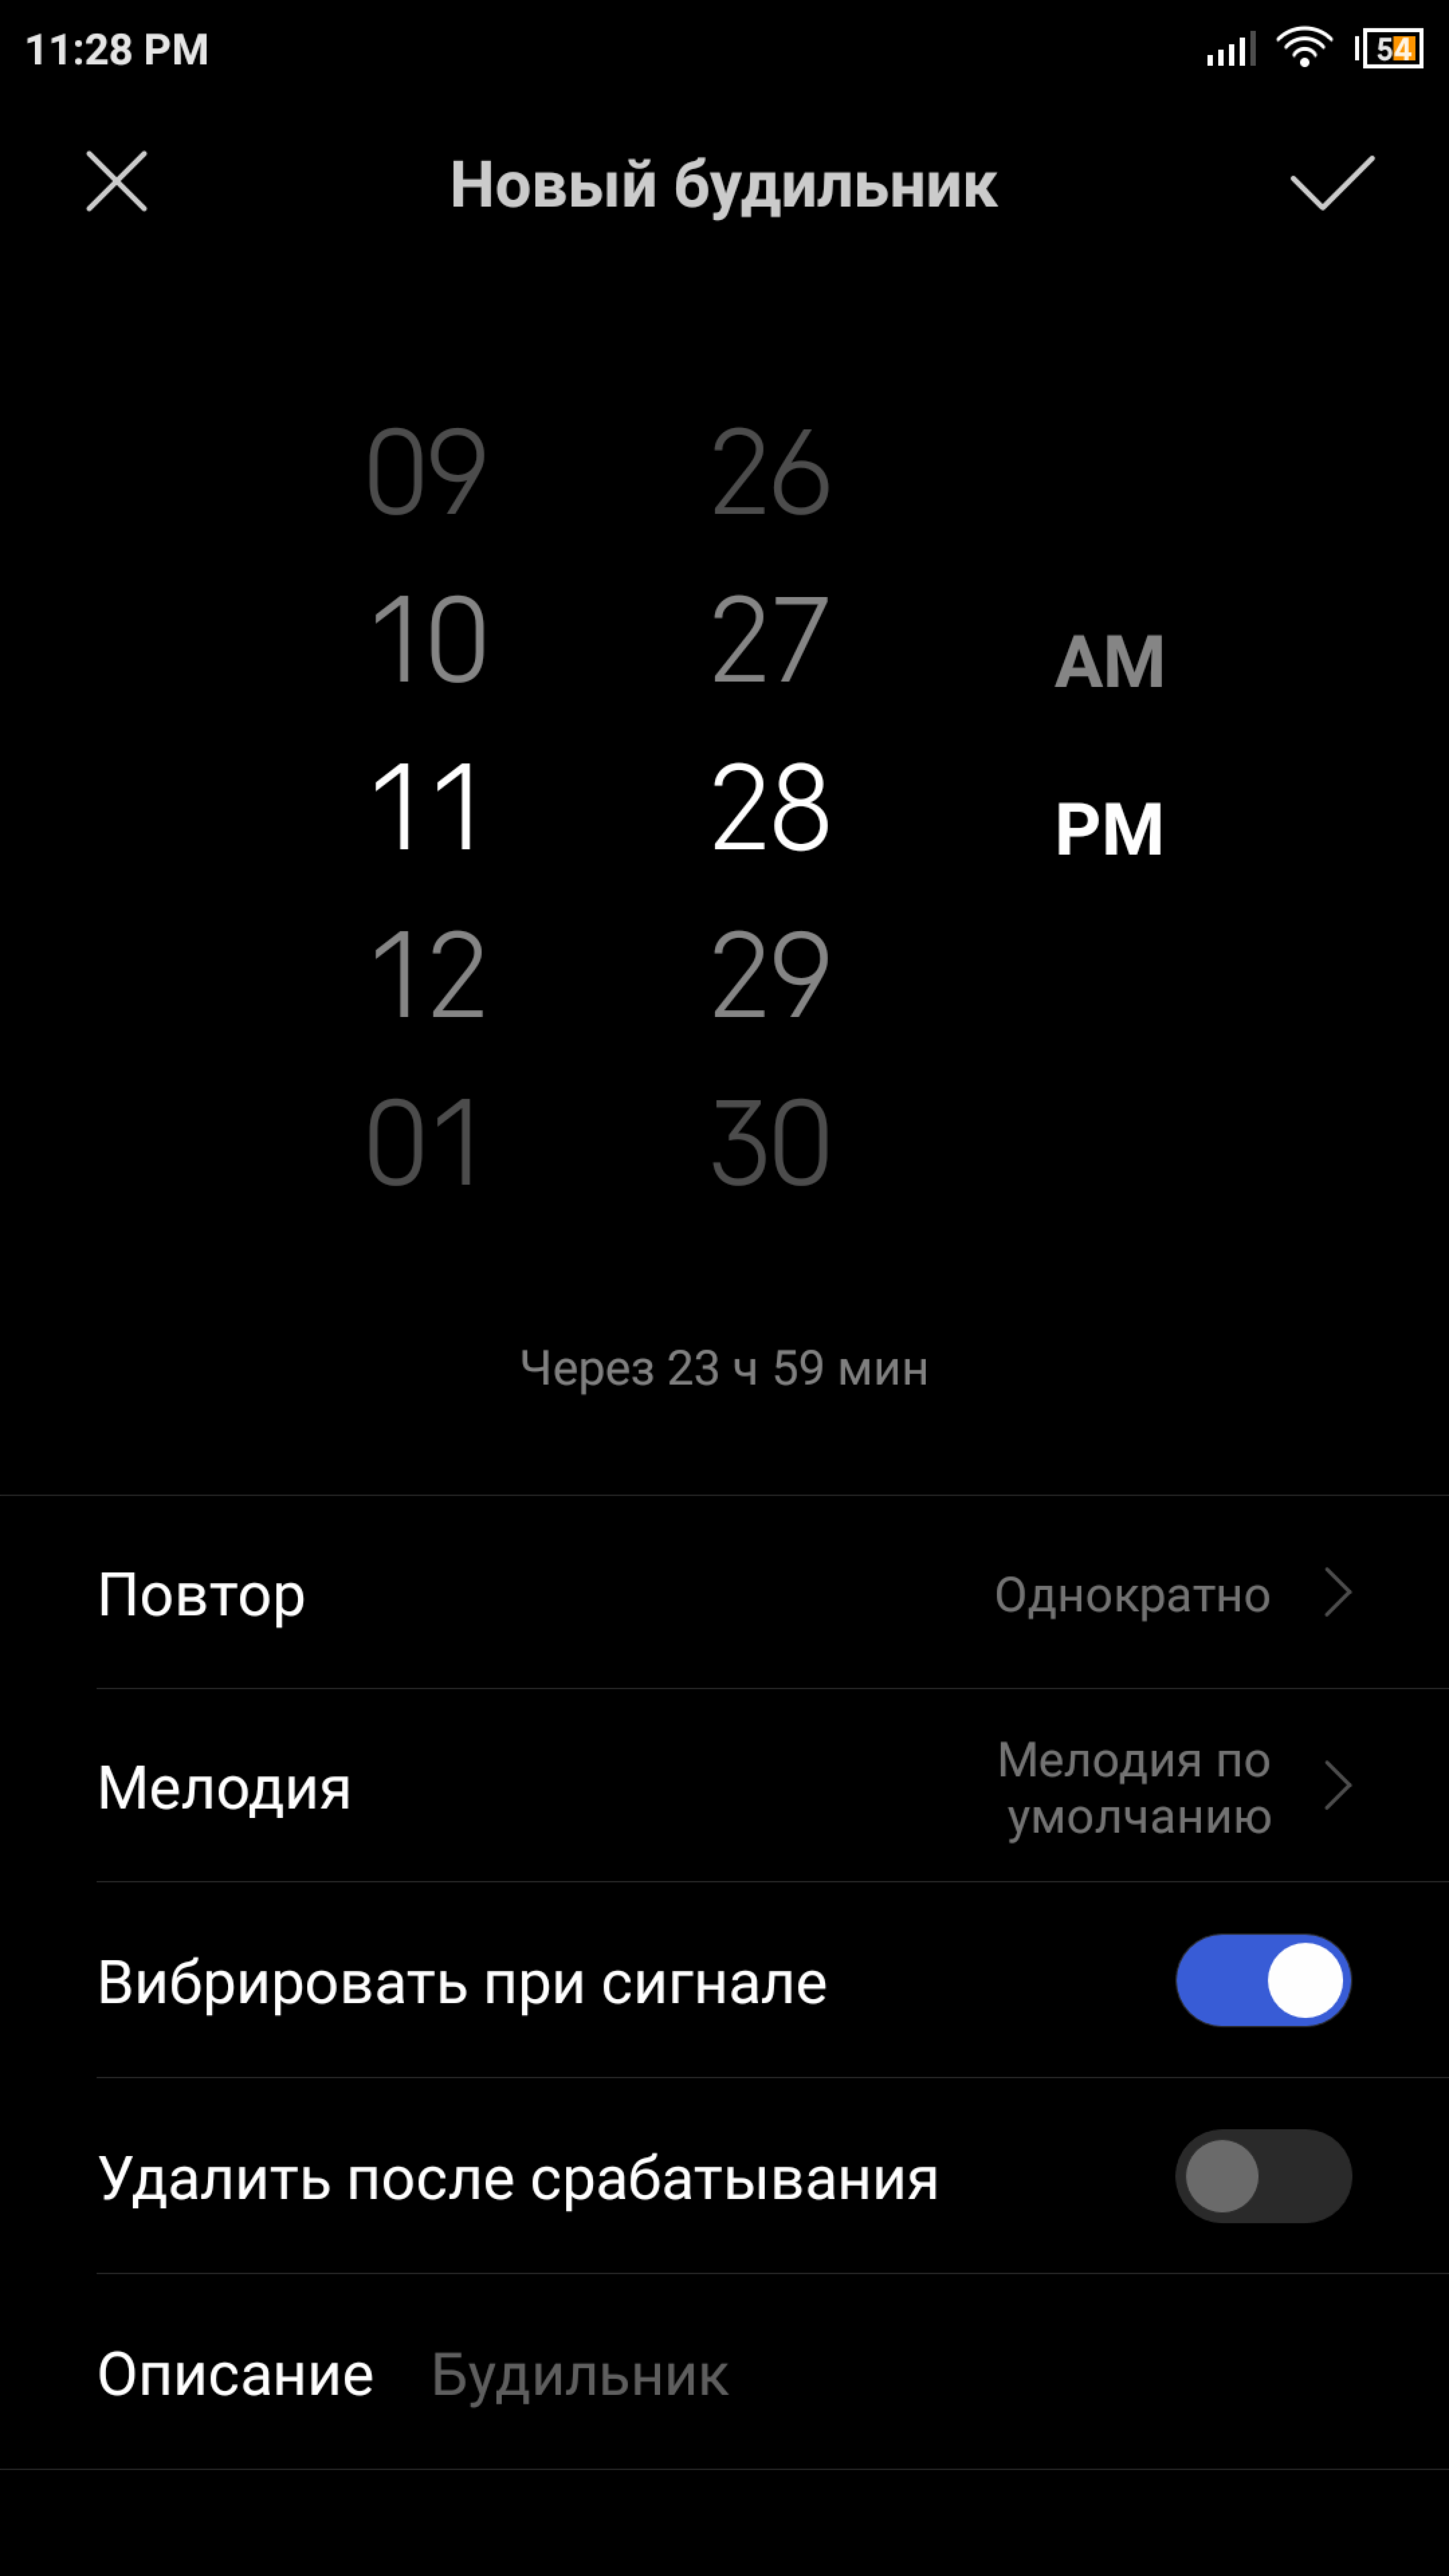 11:28 PM 54
Новый будильник
09 26
10 27 AM
11 28 PM
12 29
01 30
Через 23 ч 59 мин
Повтор Однократно
Мелодия Мелодия по
умолчанию
Вибрировать при сигнале
Удалить после срабатывания
Описание Будильник